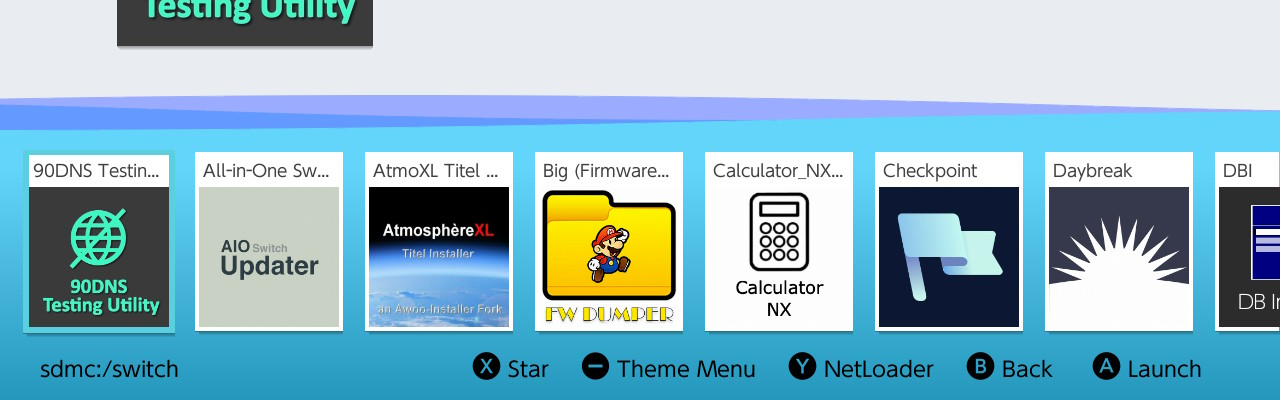 Testing Utility
90DNS Testin...
All-in-One Sw...
AtmoXL Titel ...
Big (Firmware...
Calculator_NX...
Checkpoint
Daybreak
DBI
90DNS
Testing Utility
AIO Switch
Updater
AtmosphèreXL
Titel Installer
an Awoo-Installer Fork
FW DUMPER
Calculator
NX
DB In
sdmc:/switch
X Star
Theme Menu
Y NetLoader
B Back
A Launch